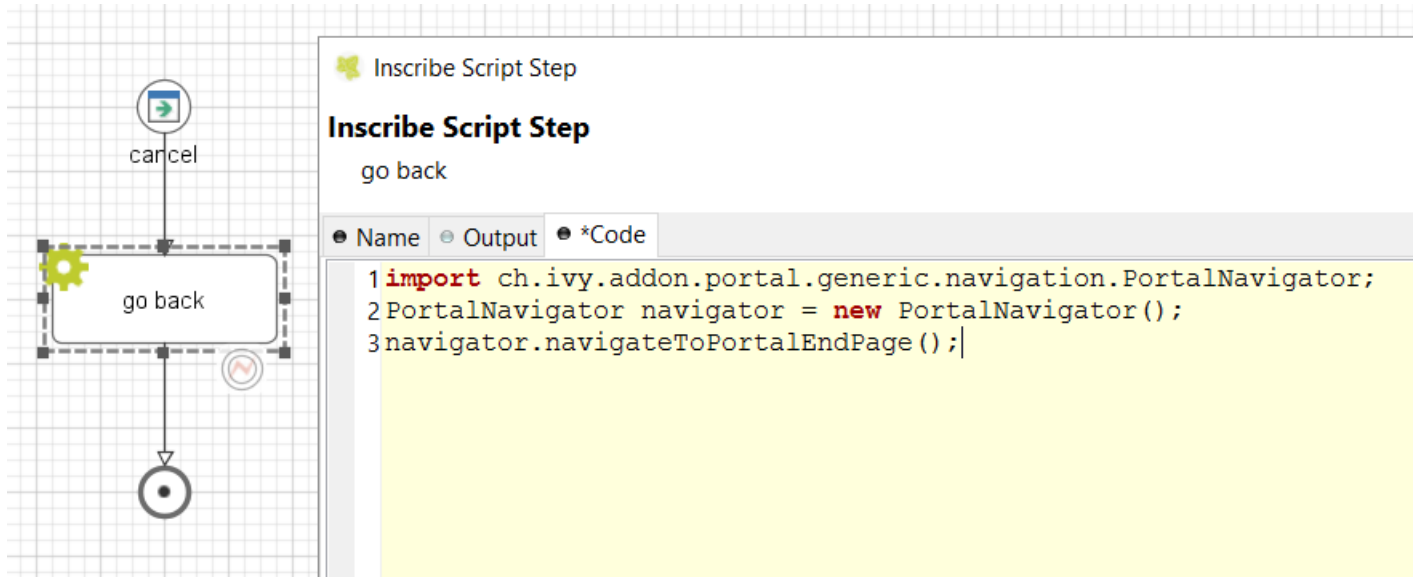 cancel
go back
Inscribe Script Step
Inscribe Script Step
go back
Name Output *Code
1 import ch.ivy.addon.portal.generic.navigation.PortalNavigator;
2 PortalNavigator navigator = new PortalNavigator();
3 navigator.navigateToPortalEndPage();